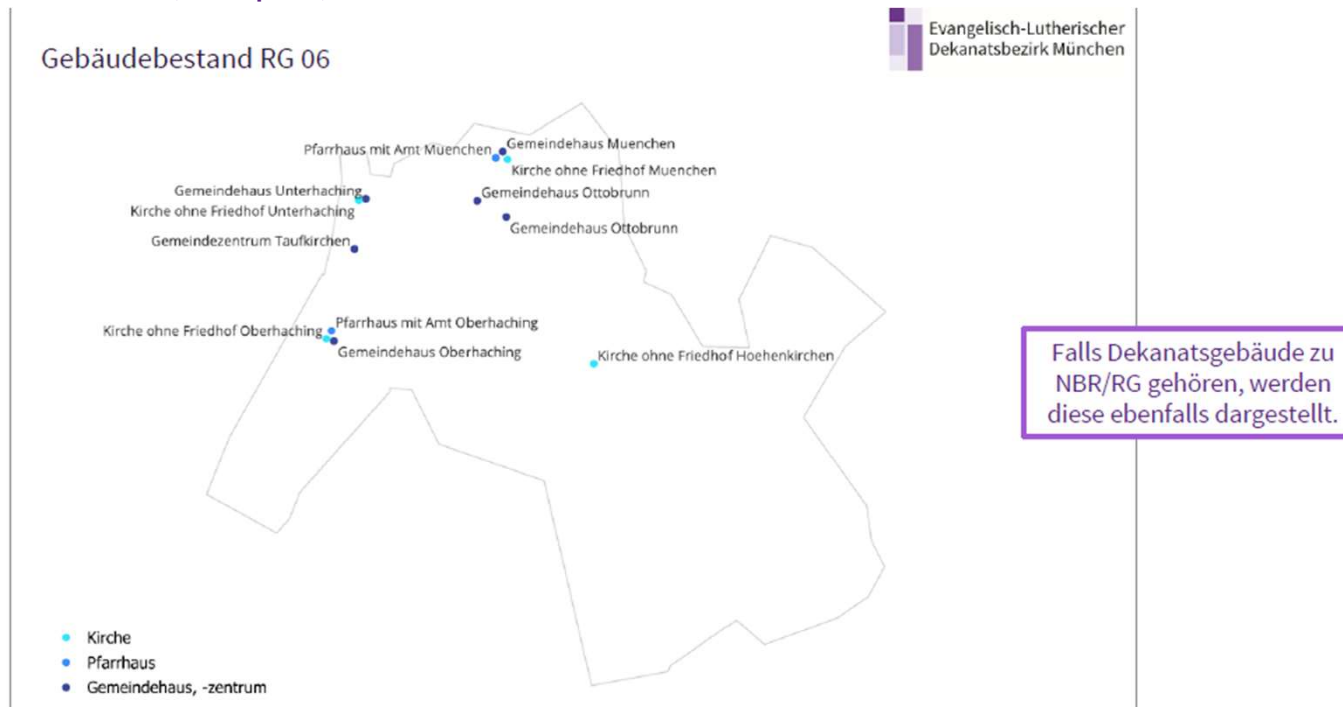 Evangelisch-Lutherischer
Dekanatsbezirk München
Gebäudebestand RG 06
Pfarrhaus mit Amt Muenchen
Gemeindehaus Muenchen
Kirche ohne Friedhof Muenchen
Gemeindehaus Unterhaching
Kirche ohne Friedhof Unterhaching
Gemeindehaus Ottobrunn
Gemeindehaus Ottobrunn
Gemeindezentrum Taufkirchen
Kirche ohne Friedhof Oberhaching
Pfarrhaus mit Amt Oberhaching
Gemeindehaus Oberhaching
Kirche ohne Friedhof Hoehenkirchen
Falls Dekanatsgebäude zu
NBR/RG gehören, werden
diese ebenfalls dargestellt.
Kirche
Pfarrhaus
Gemeindehaus, -zentrum